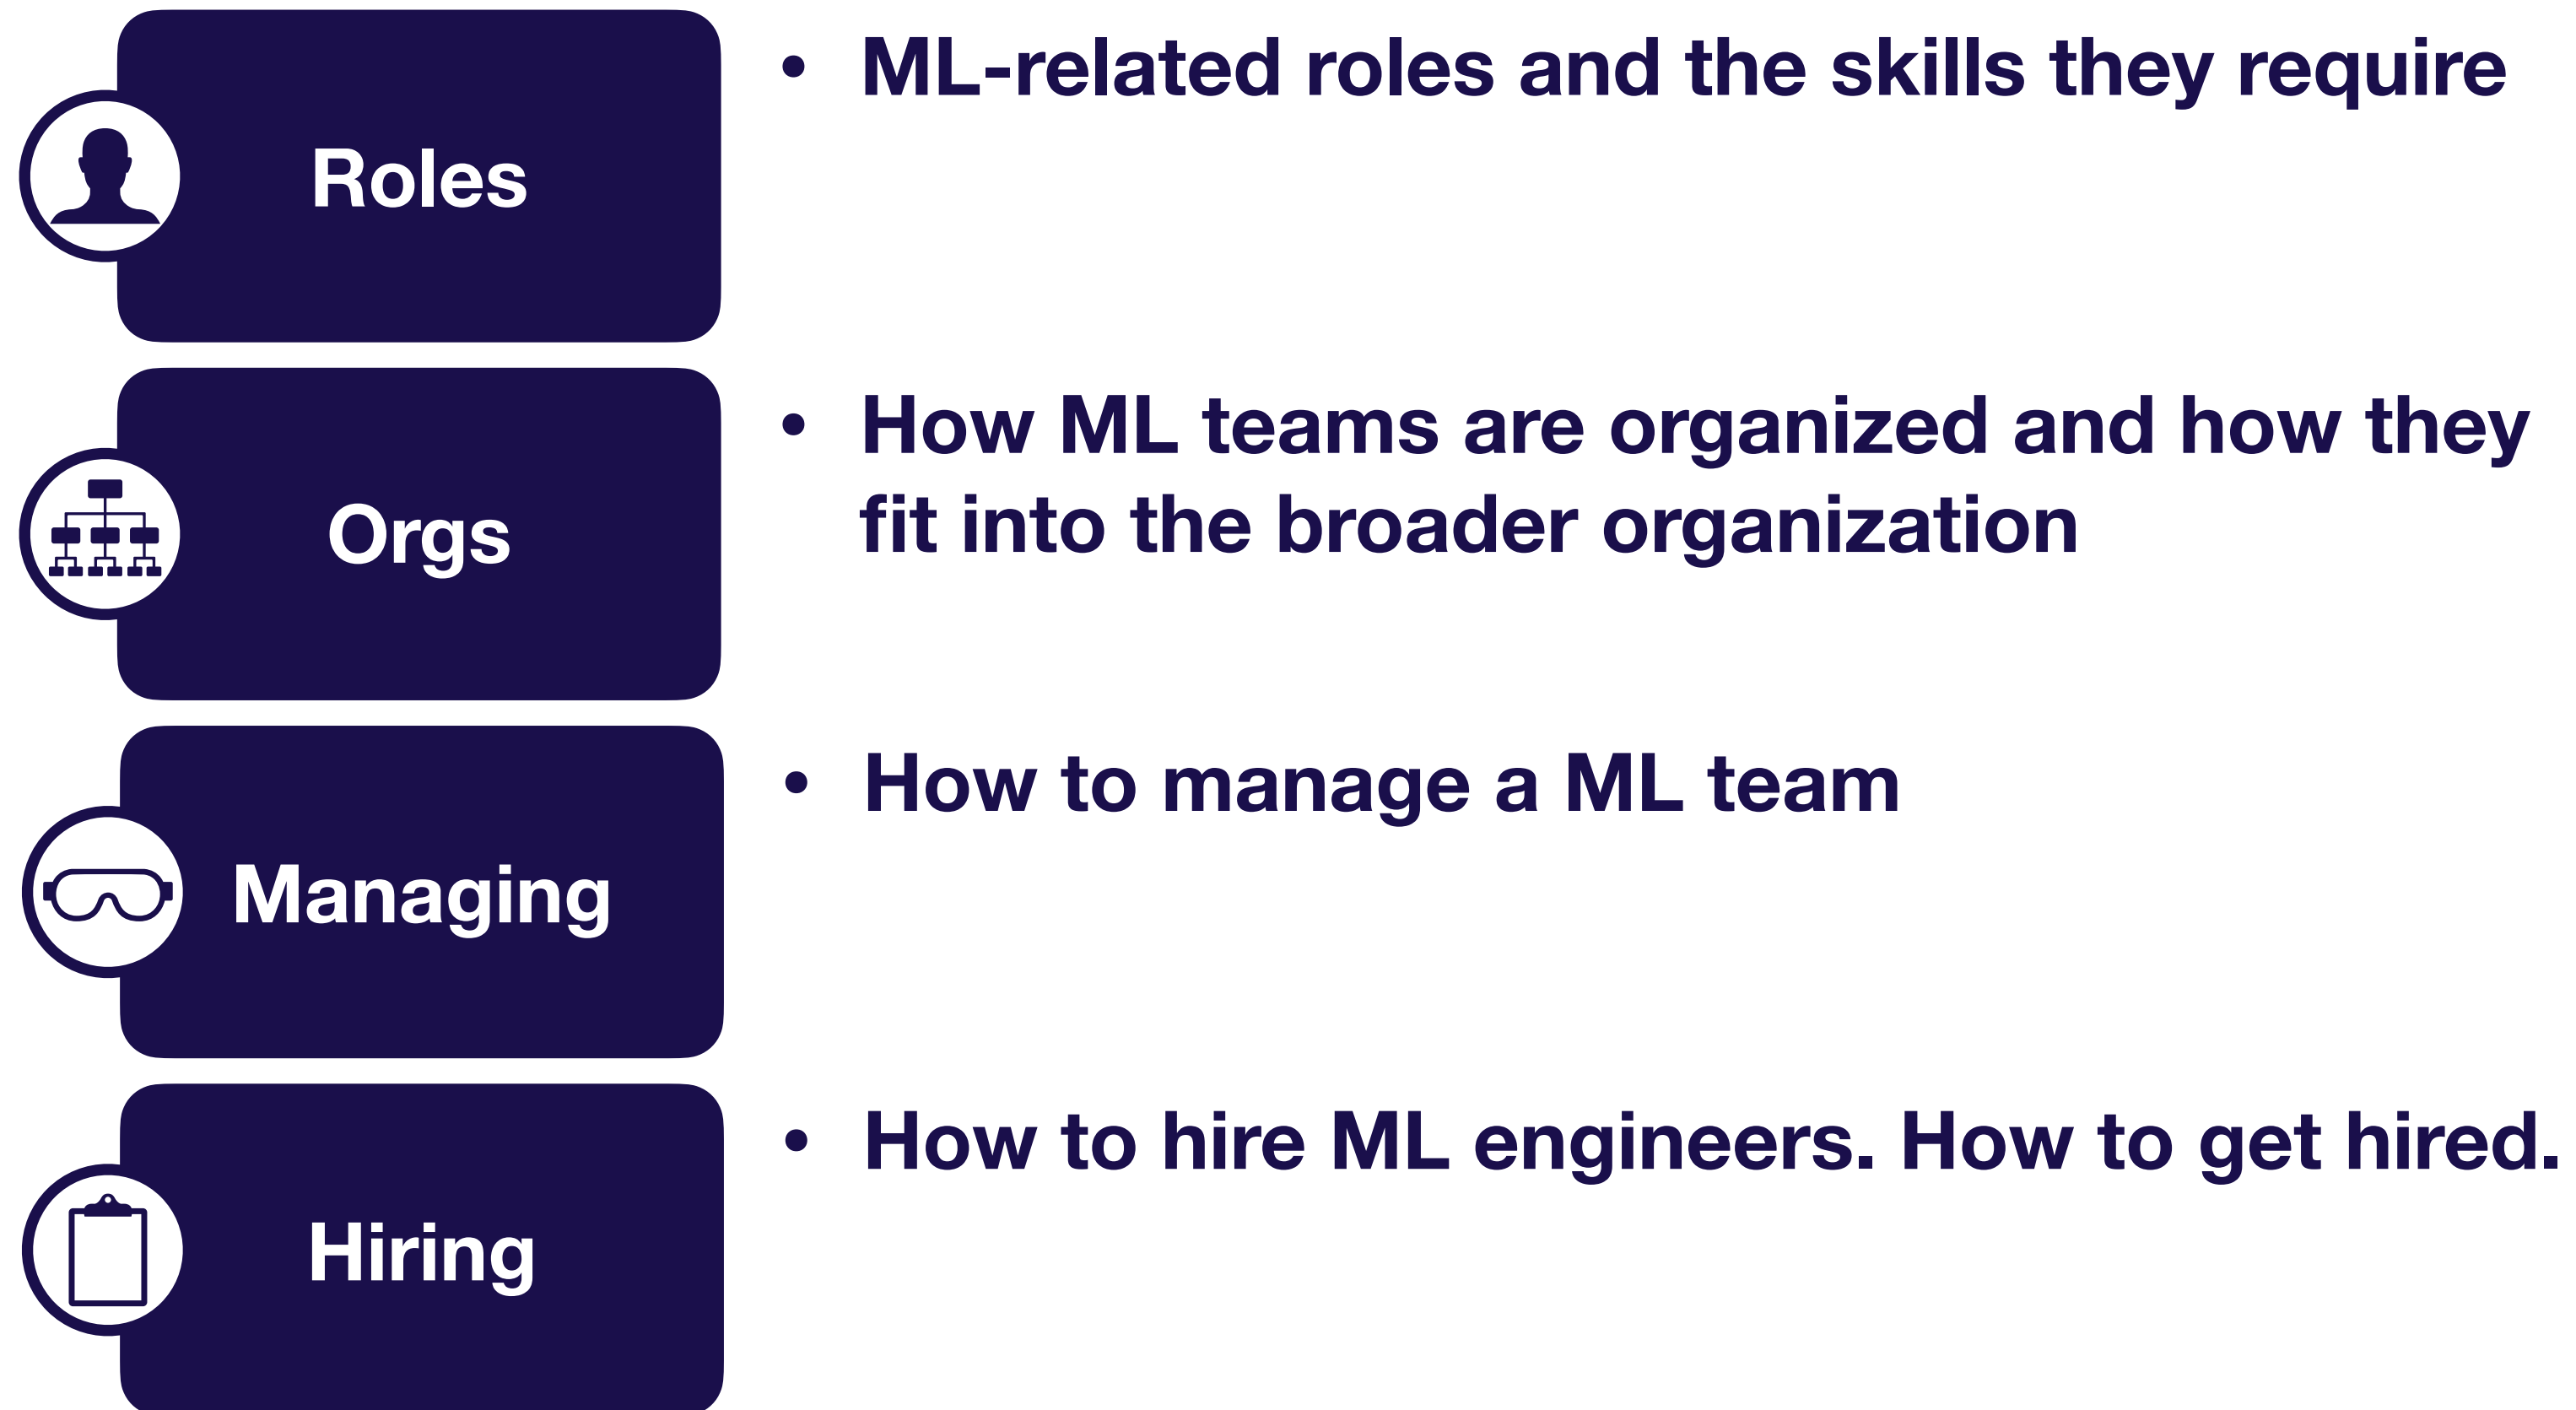 Roles
• ML-related roles and the skills they require
Orgs
• How ML teams are organized and how they
fit into the broader organization
Managing
• How to manage a ML team
Hiring
• How to hire ML engineers. How to get hired.